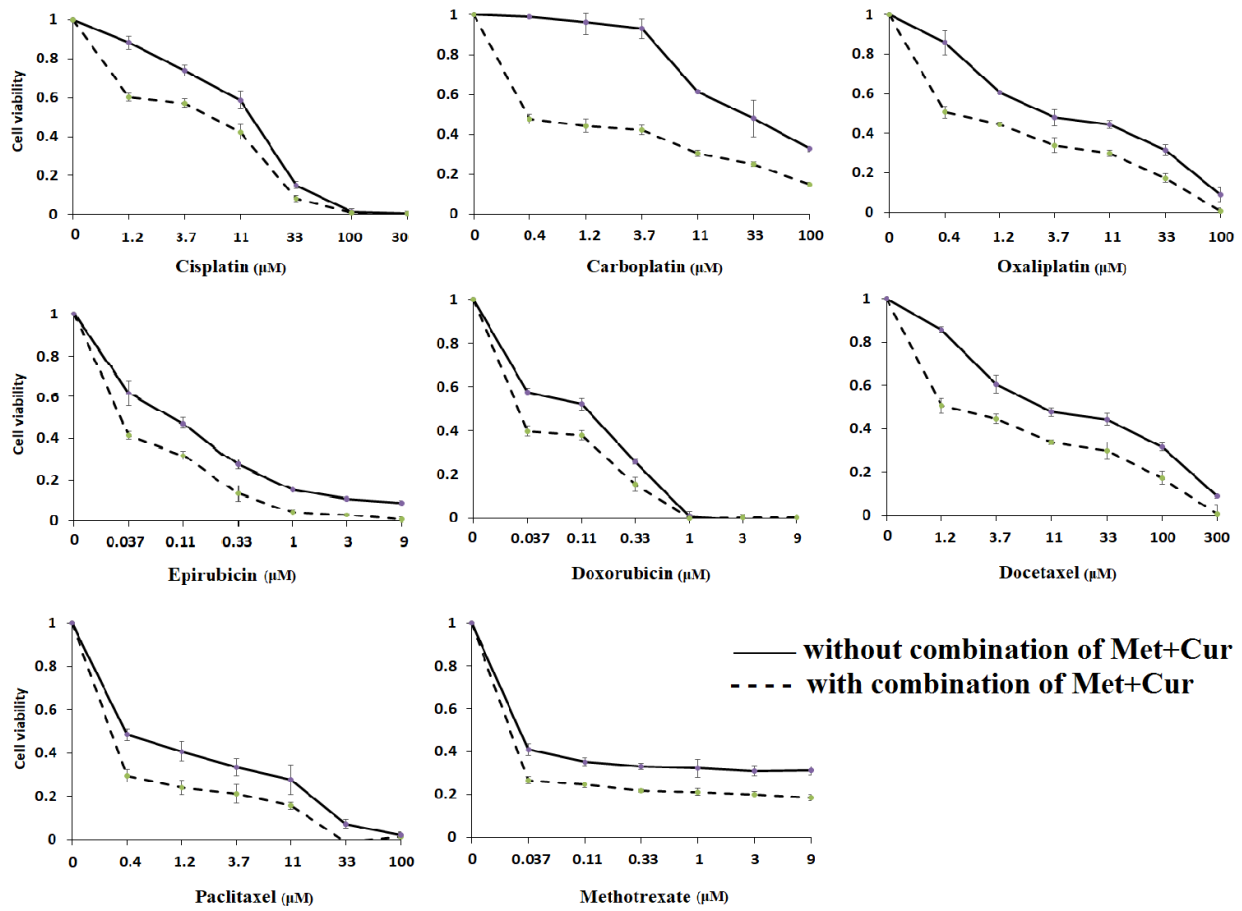 Cell viability
1
0.8
0.6
0.4
0.2
0
0 1.2 3.7 11 33 100 30
Cisplatin (μM)
1
0.8
0.6
0.4
0.2
0
0 0.4 1.2 3.7 11 33 100
Carboplatin (μM)
1
0.8
0.6
0.4
0.2
0
0 0.4 1.2 3.7 11 33 100
Oxaliplatin (μM)
Cell viability
1
0.8
0.6
0.4
0.2
0
0 0.037 0.11 0.33 1 3 9
Epirubicin (μM)
1
0.8
0.6
0.4
0.2
0
0 0.037 0.11 0.33 1 3 9
Doxorubicin (μM)
1
0.8
0.6
0.4
0.2
0
0 1.2 3.7 11 33 100 300
Docetaxel (μM)
Cell viability
1
0.8
0.6
0.4
0.2
0
0 0.4 1.2 3.7 11 33 100
Paclitaxel (μM)
1
0.8
0.6
0.4
0.2
0
0 0.037 0.11 0.33 1 3 9
Methotrexate (μM)
without combination of Met+Cur
with combination of Met+Cur